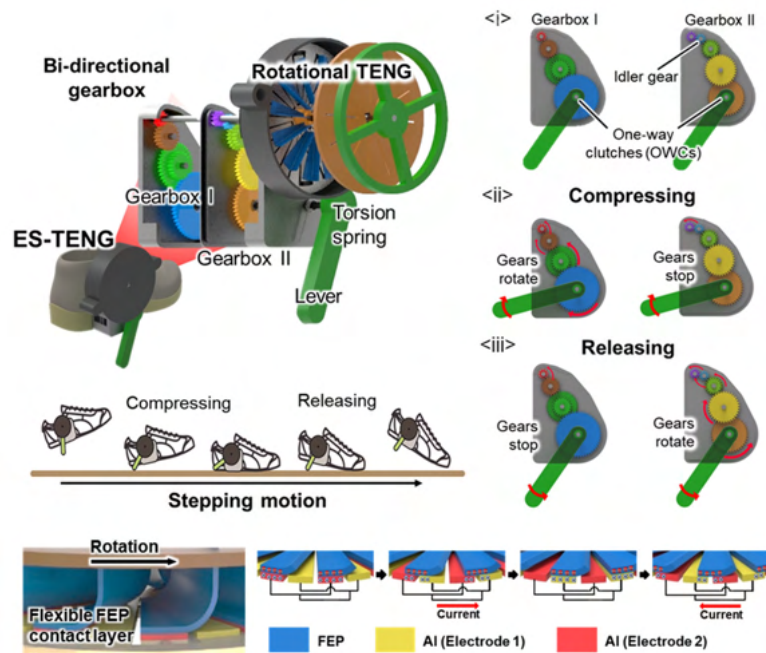 Bi-directional
gearbox
Rotational TENG
Gearbox I
Gearbox II
Torsion
spring
Lever
ES-TENG
Compressing
Releasing
Stepping motion
<i>
Gearbox I
Gearbox II
Idler gear
One-way
clutches (OWCs)
<ii>
Compressing
Gears
rotate
Gears
stop
<iii>
Releasing
Gears
stop
Gears
rotate
Rotation
Flexible FEP
contact layer
Current
Current
FEP
Al (Electrode 1)
Al (Electrode 2)